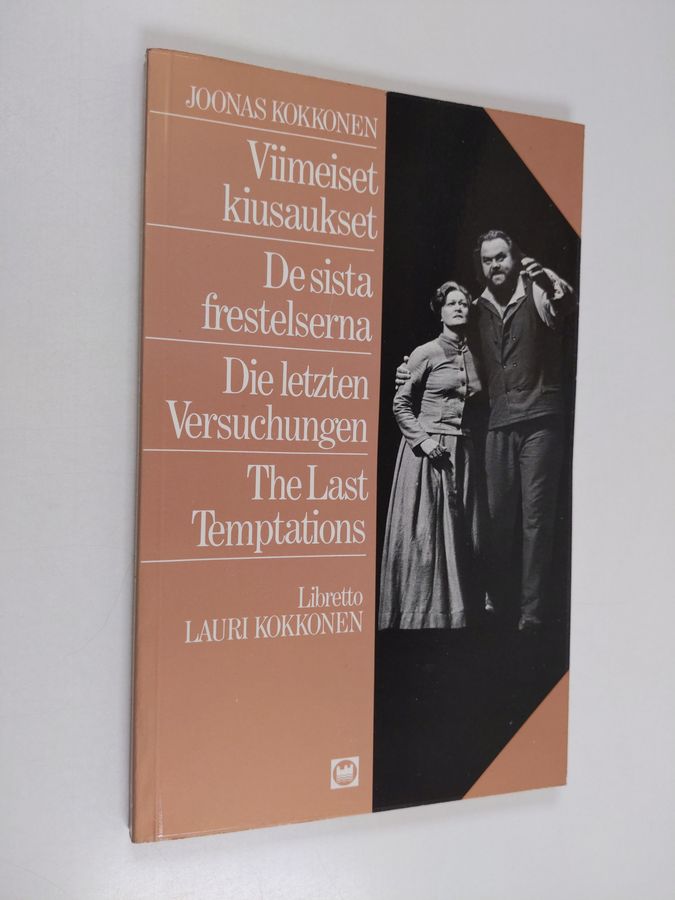 JOONAS KOKKONEN
Viimeiset
kiusaukset
De sista
frestelserna
Die letzten
Versuchungen
The Last
Temptations
Libretto
LAURI KOKKONEN